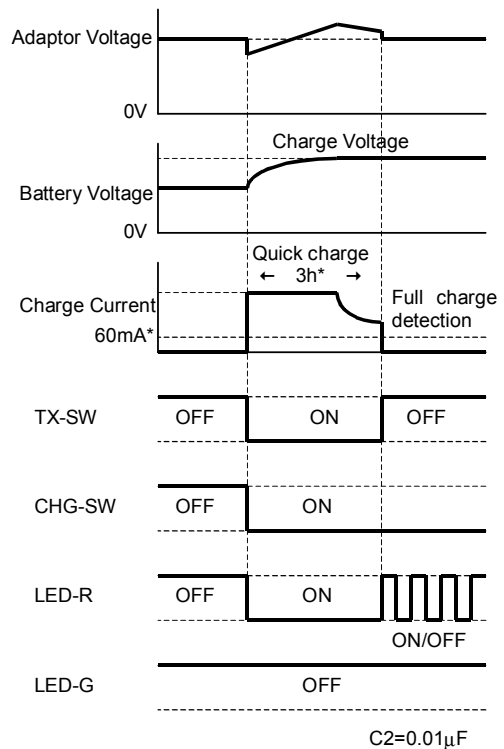 Adaptor Voltage
0V
Charge Voltage
Battery Voltage
0V
Quick charge
← 3h* →
Charge Current
60mA*
Full charge
detection
TX-SW OFF ON OFF
CHG-SW OFF ON
LED-R OFF ON
ON/OFF
LED-G OFF
C2=0.01μF